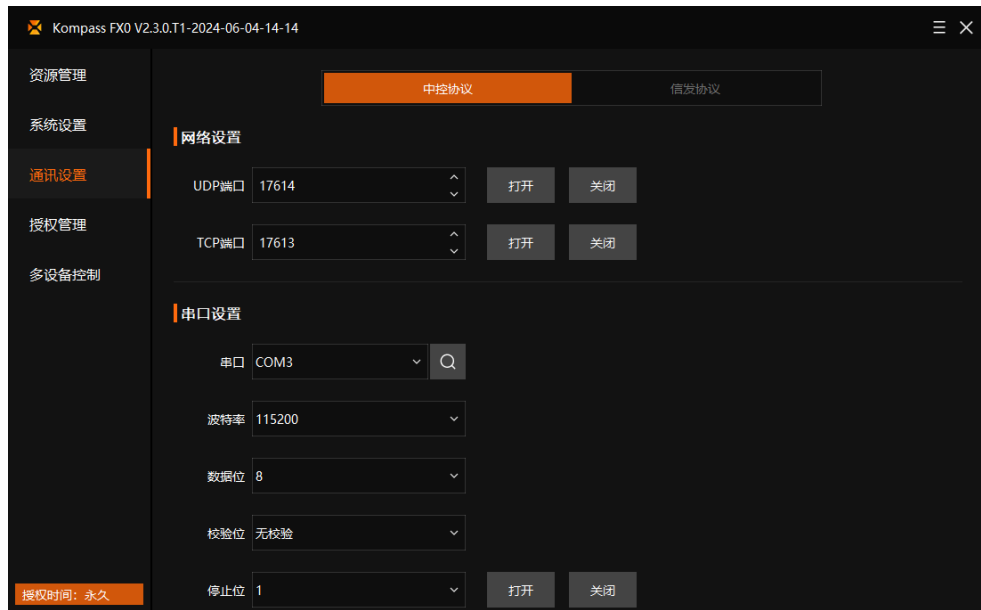 Kompass FX0 V2.3.0.T1-2024-06-04-14-14
资源管理
系统设置
通讯设置
授权管理
多设备控制
授权时间：永久
中控协议 信发协议
网络设置
UDP端口 17614 打开 关闭
TCP端口 17613 打开 关闭
串口设置
串口 COM3
波特率 115200
数据位 8
校验位 无校验
停止位 1 打开 关闭